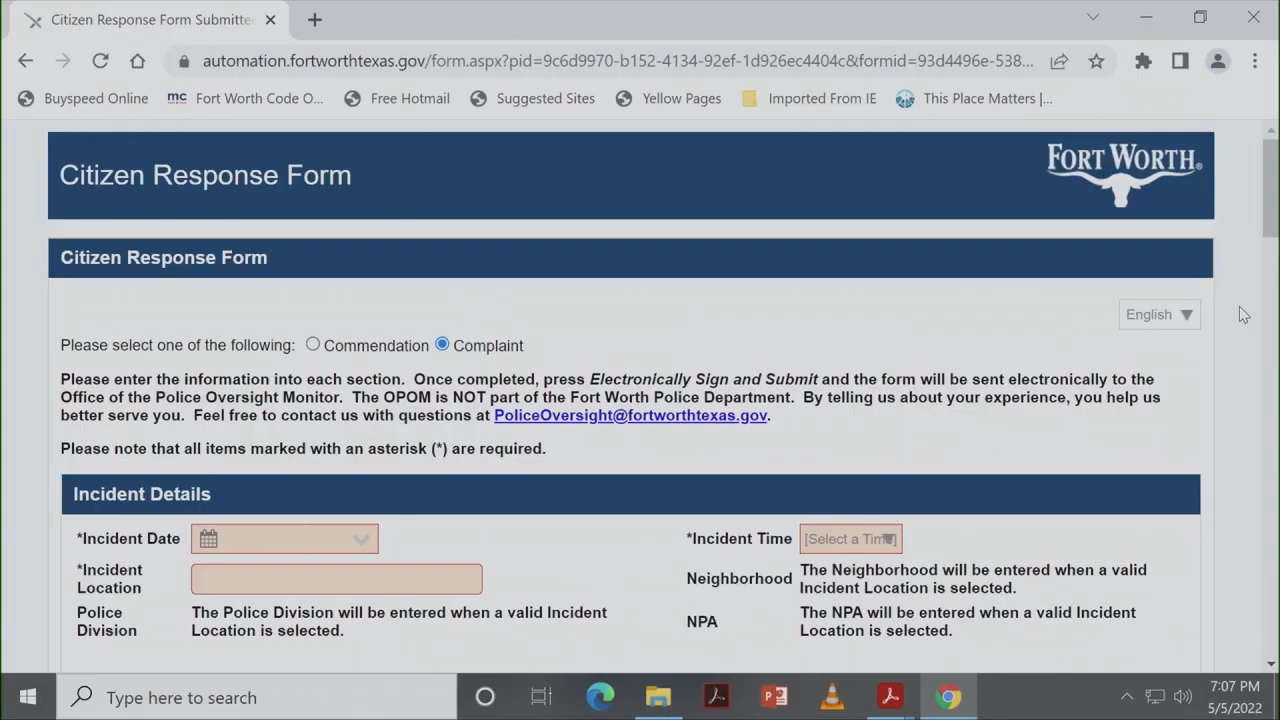 Citizen Response Form Submitte
automation.fortworthtexas.gov/form.aspx?pid=9c6d9970-b152-4134-92ef-1d926ec4404c&formid=93d4496e-538...
Buyspeed Online
mc Fort Worth Code O...
Free Hotmail
Suggested Sites
Yellow Pages
Imported From IE
This Place Matters |...
Citizen Response Form
FORT WORTH®
Citizen Response Form
English
Please select one of the following: Commendation Complaint
Please enter the information into each section. Once completed, press Electronically Sign and Submit and the form will be sent electronically to the
Office of the Police Oversight Monitor. The OPOM is NOT part of the Fort Worth Police Department. By telling us about your experience, you help us
better serve you. Feel free to contact us with questions at PoliceOversight@fortworthtexas.gov.
Please note that all items marked with an asterisk (*) are required.
Incident Details
*Incident Date
*Incident Time [Select a Time]
*Incident
Location
Neighborhood
The Neighborhood will be entered when a valid
Incident Location is selected.
Police
Division
The Police Division will be entered when a valid Incident
Location is selected.
NPA
The NPA will be entered when a valid Incident
Location is selected.
Type here to search
7:07 PM
5/5/2022